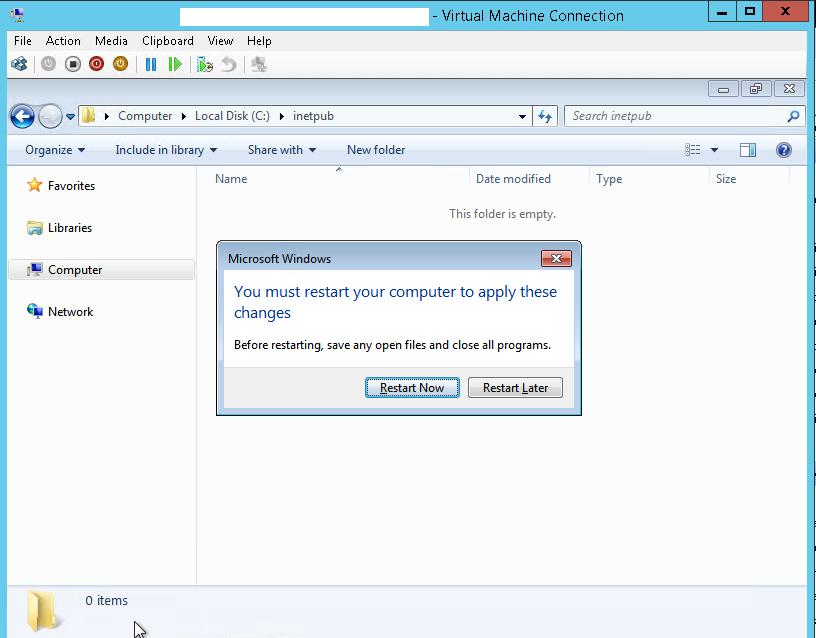 - Virtual Machine Connection
File Action Media Clipboard View Help
Computer Local Disk (C:) inetpub
Search inetpub
Organize Include in library Share with New folder
Name Date modified Type Size
This folder is empty.
Favorites
Libraries
Computer
Network
Microsoft Windows
You must restart your computer to apply these
changes
Before restarting, save any open files and close all programs.
Restart Now Restart Later
0 items